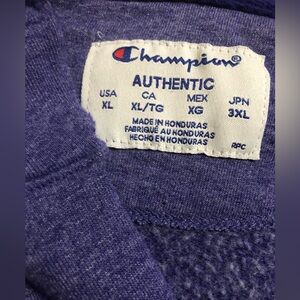 Champion®
AUTHENTIC
USA CA MEX JPN
XL XL/TG XG 3XL
MADE IN HONDURAS
FABRIQUÉ AU HONDURAS
HECHO EN HONDURAS
RPC